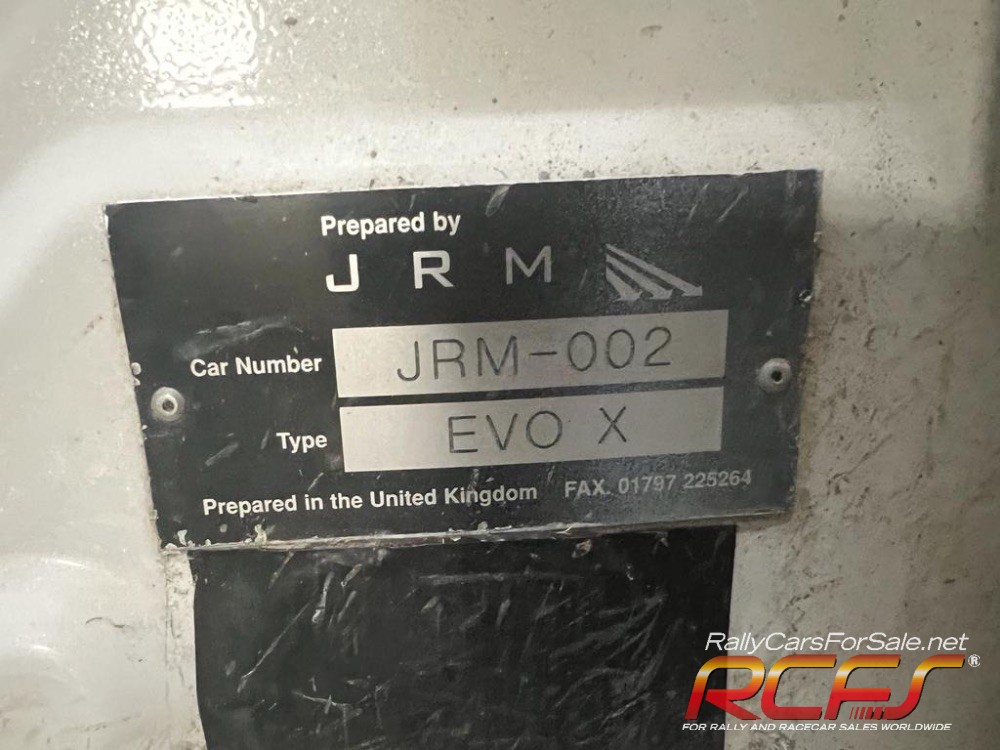 Prepared by
J R M
Car Number JRM-002
Type EVO X
Prepared in the United Kingdom FAX. 01797 225264
RallyCarsForSale.net
RCFS®
FOR RALLY AND RACECAR SALES WORLDWIDE